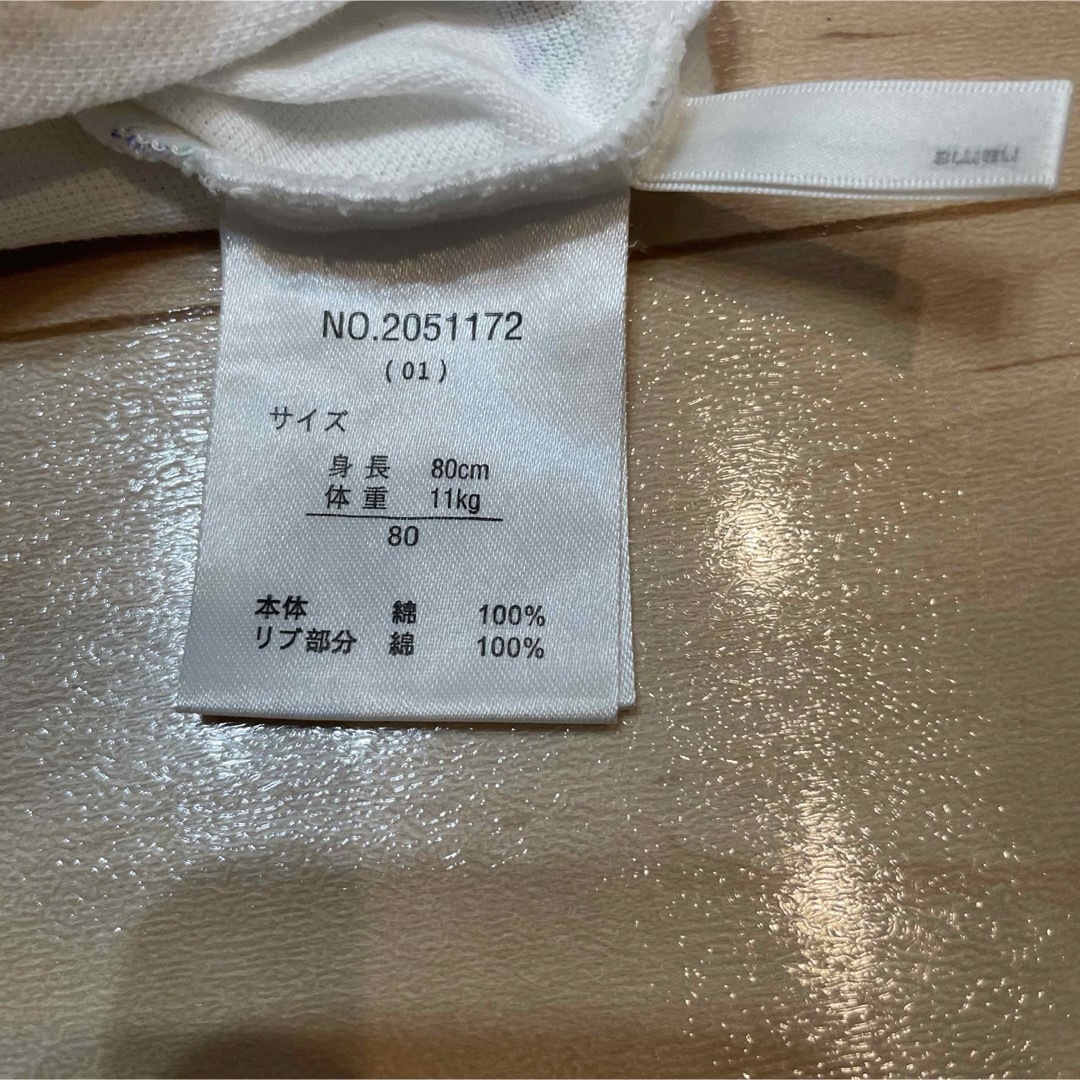 NO.2051172
(01)
サイズ
身長 80cm
体重 11kg
80
本体 綿 100%
リブ部分 綿 100%
name